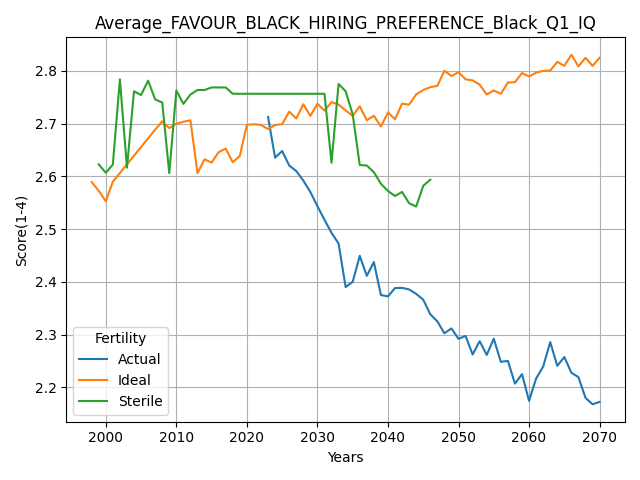 Average_FAVOUR_BLACK_HIRING_PREFERENCE_Black_Q1_IQ
Score(1-4)
2.8
2.7
2.6
2.5
2.4
2.3
2.2
Fertility
Actual
Ideal
Sterile
2000 2010 2020 2030 2040 2050 2060 2070
Years